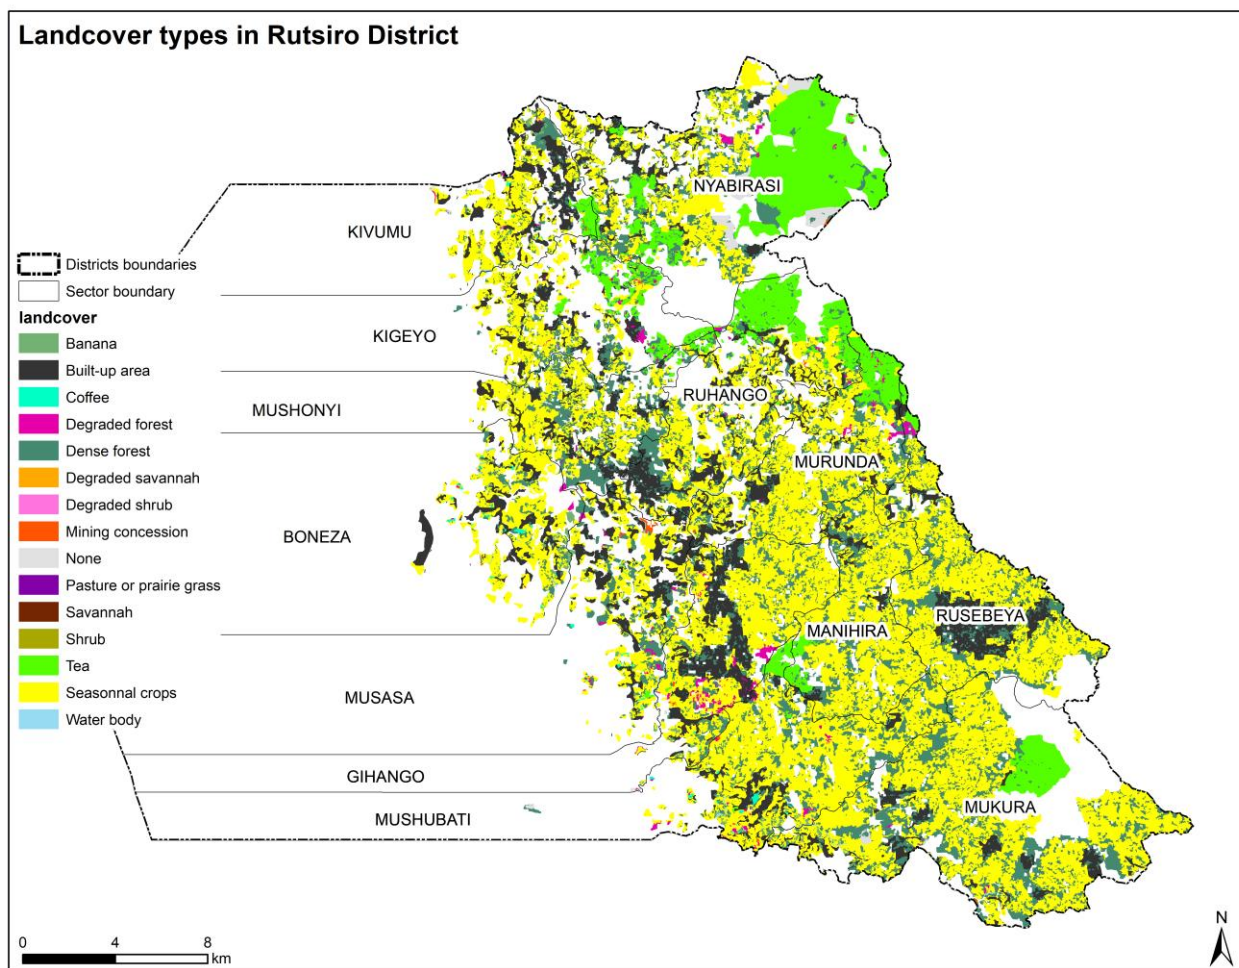 Landcover types in Rutsiro District
NYABIRASI
KIVUMU
Districts boundaries
Sector boundary
landcover
Banana
Built-up area
Coffee
Degraded forest
Dense forest
Degraded savannah
Degraded shrub
Mining concession
None
Pasture or prairie grass
Savannah
Shrub
Tea
Seasonnal crops
Water body
KIGEYO
RUHANGO
MUSHONYI
MURUNDA
BONEZA
RUSEBEYA
MANIHIRA
MUSASA
GIHANGO
MUKURA
MUSHUBATI
0 4 8
km
N